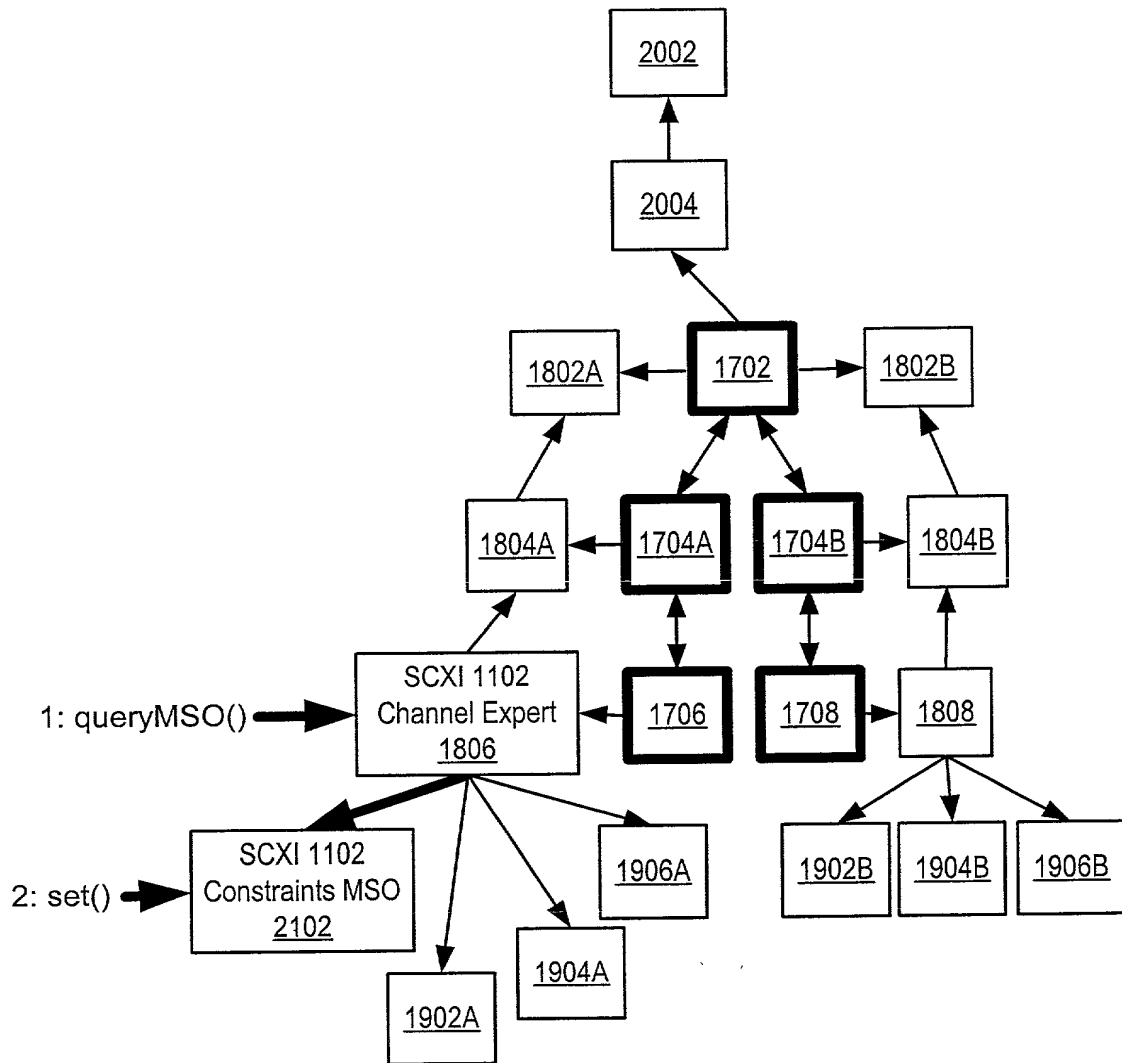 2002
2004
1802A
1702
1802B
1804A
1704A
1704B
1804B
1: queryMSO()
SCXI 1102
Channel Expert
1806
1706
1708
1808
2: set()
SCXI 1102
Constraints MSO
2102
1906A
1902B
1904B
1906B
1904A
1902A